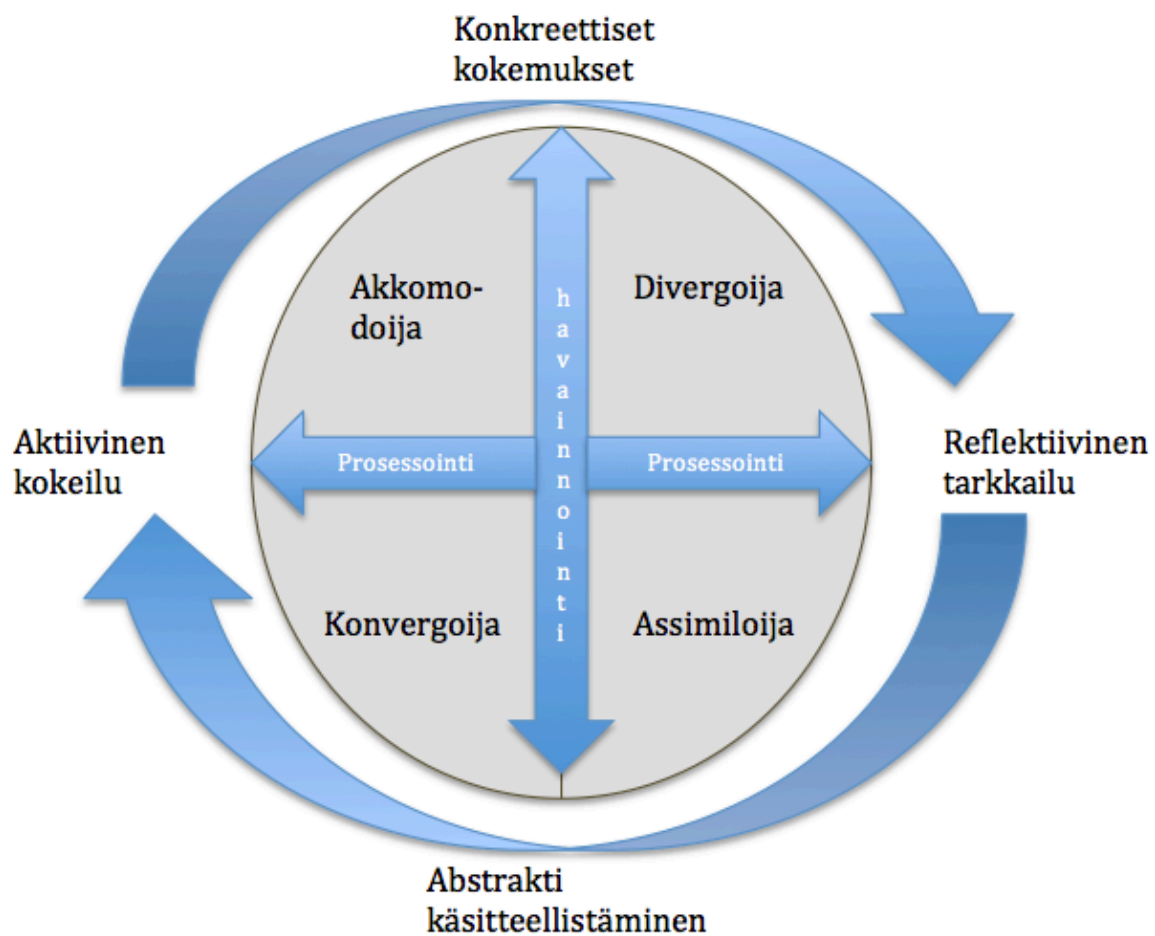 Konkreettiset
kokemukset
Akkomo-
doija
Divergoija
havainnointi
Aktiivinen
kokeilu
Prosessointi
Prosessointi
Reflektiivinen
tarkkailu
Konvergoija
Assimiloija
Abstrakti
käsitteellistäminen